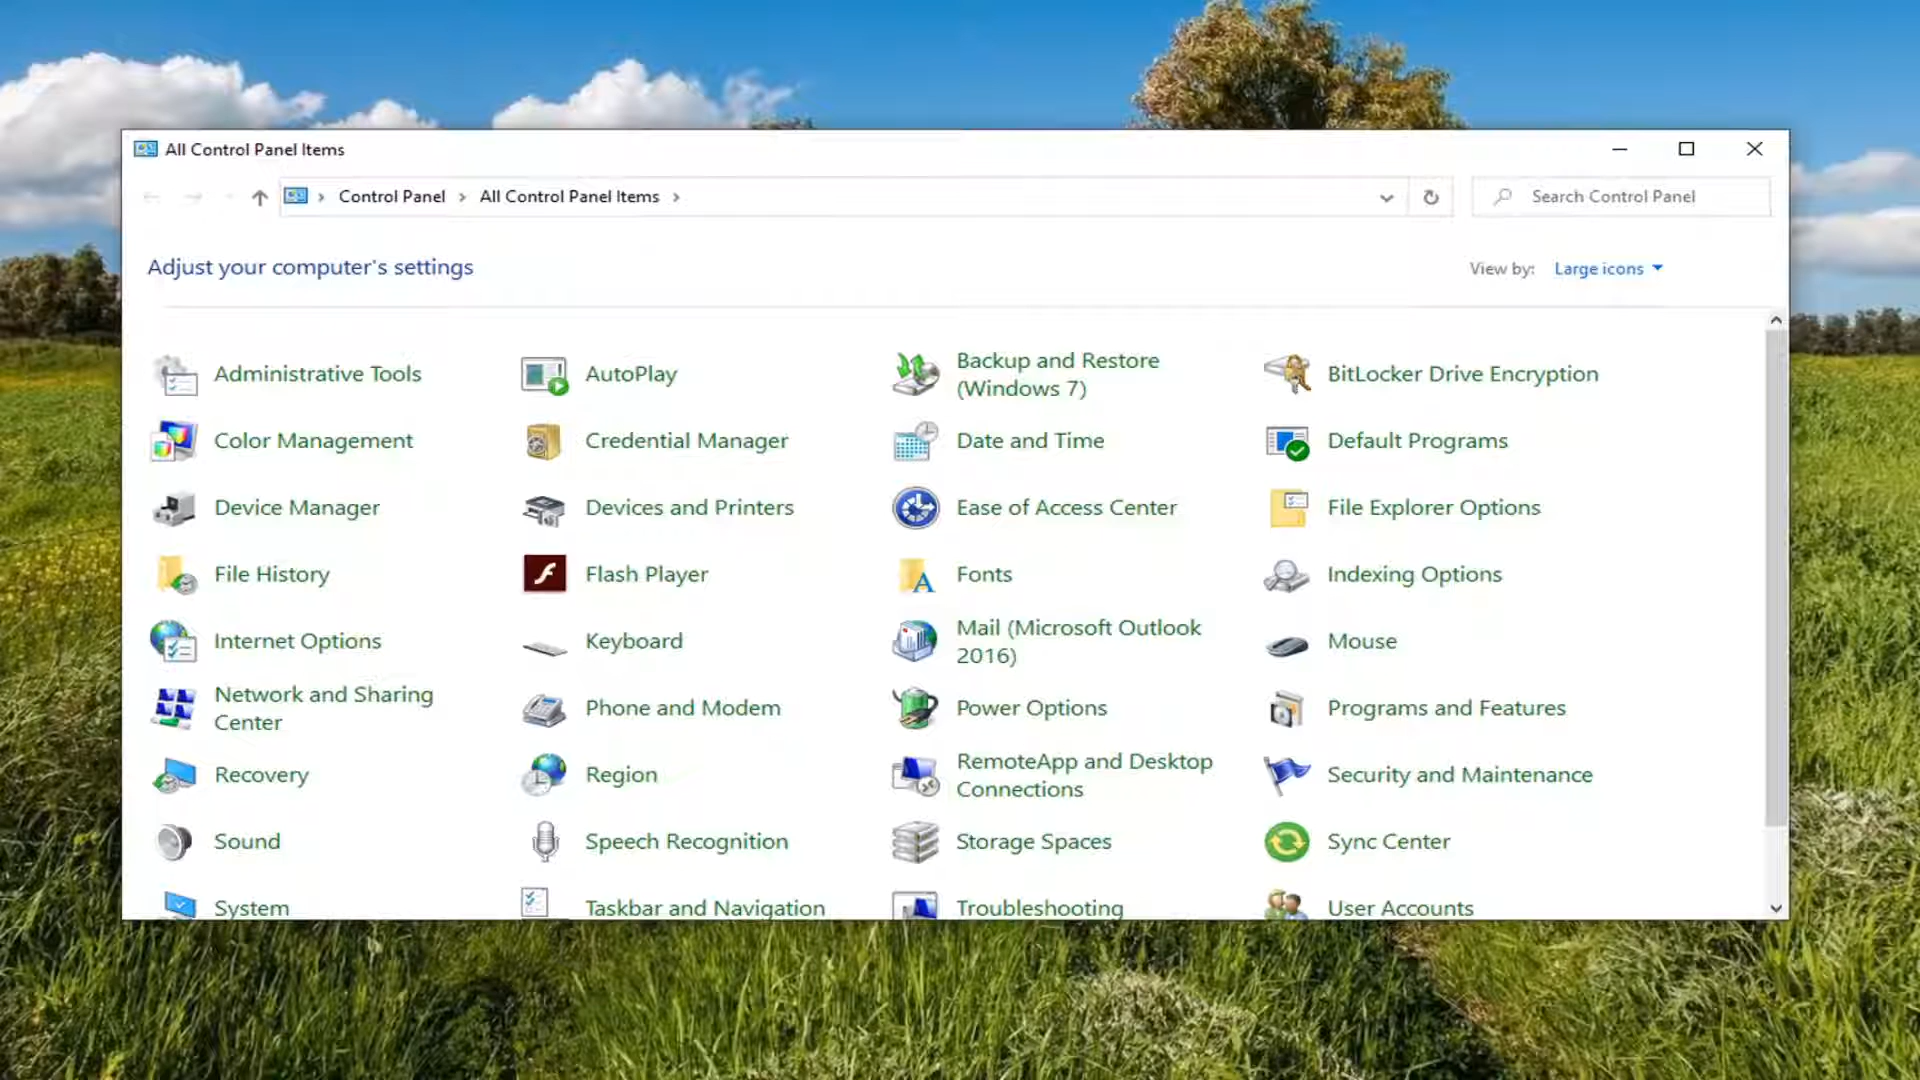 All Control Panel Items
Control Panel
All Control Panel Items
Search Control Panel
Adjust your computer's settings
View by:
Large icons
Administrative Tools
AutoPlay
Backup and Restore
(Windows 7)
BitLocker Drive Encryption
Color Management
Credential Manager
Date and Time
Default Programs
Device Manager
Devices and Printers
Ease of Access Center
File Explorer Options
File History
Flash Player
Fonts
Indexing Options
Internet Options
Keyboard
Mail (Microsoft Outlook
2016)
Mouse
Network and Sharing
Center
Phone and Modem
Power Options
Programs and Features
Recovery
Region
RemoteApp and Desktop
Connections
Security and Maintenance
Sound
Speech Recognition
Storage Spaces
Sync Center
System
Taskbar and Navigation
Troubleshooting
User Accounts